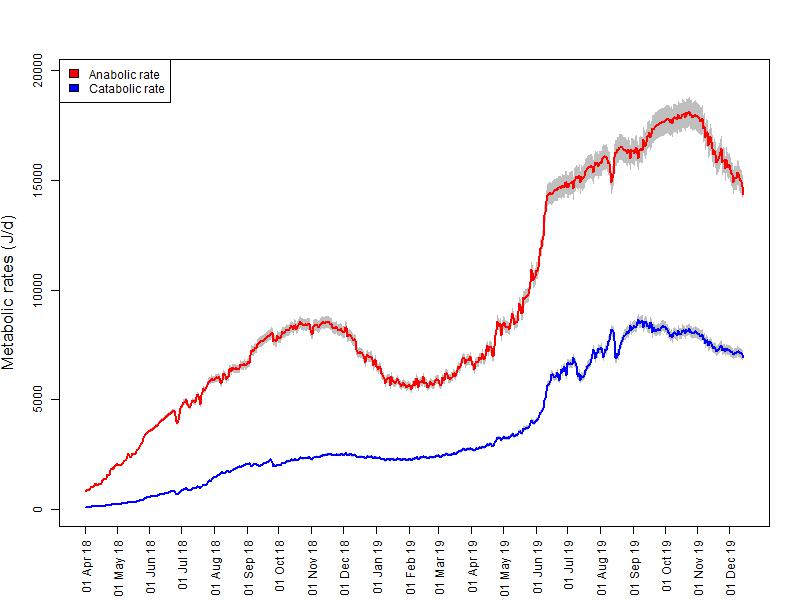 Anabolic rate
Catabolic rate
Metabolic rates (J/d)
20000
15000
10000
5000
0
01 Apr 18
01 May 18
01 Jun 18
01 Jul 18
01 Aug 18
01 Sep 18
01 Oct 18
01 Nov 18
01 Dec 18
01 Jan 19
01 Feb 19
01 Mar 19
01 Apr 19
01 May 19
01 Jun 19
01 Jul 19
01 Aug 19
01 Sep 19
01 Oct 19
01 Nov 19
01 Dec 19